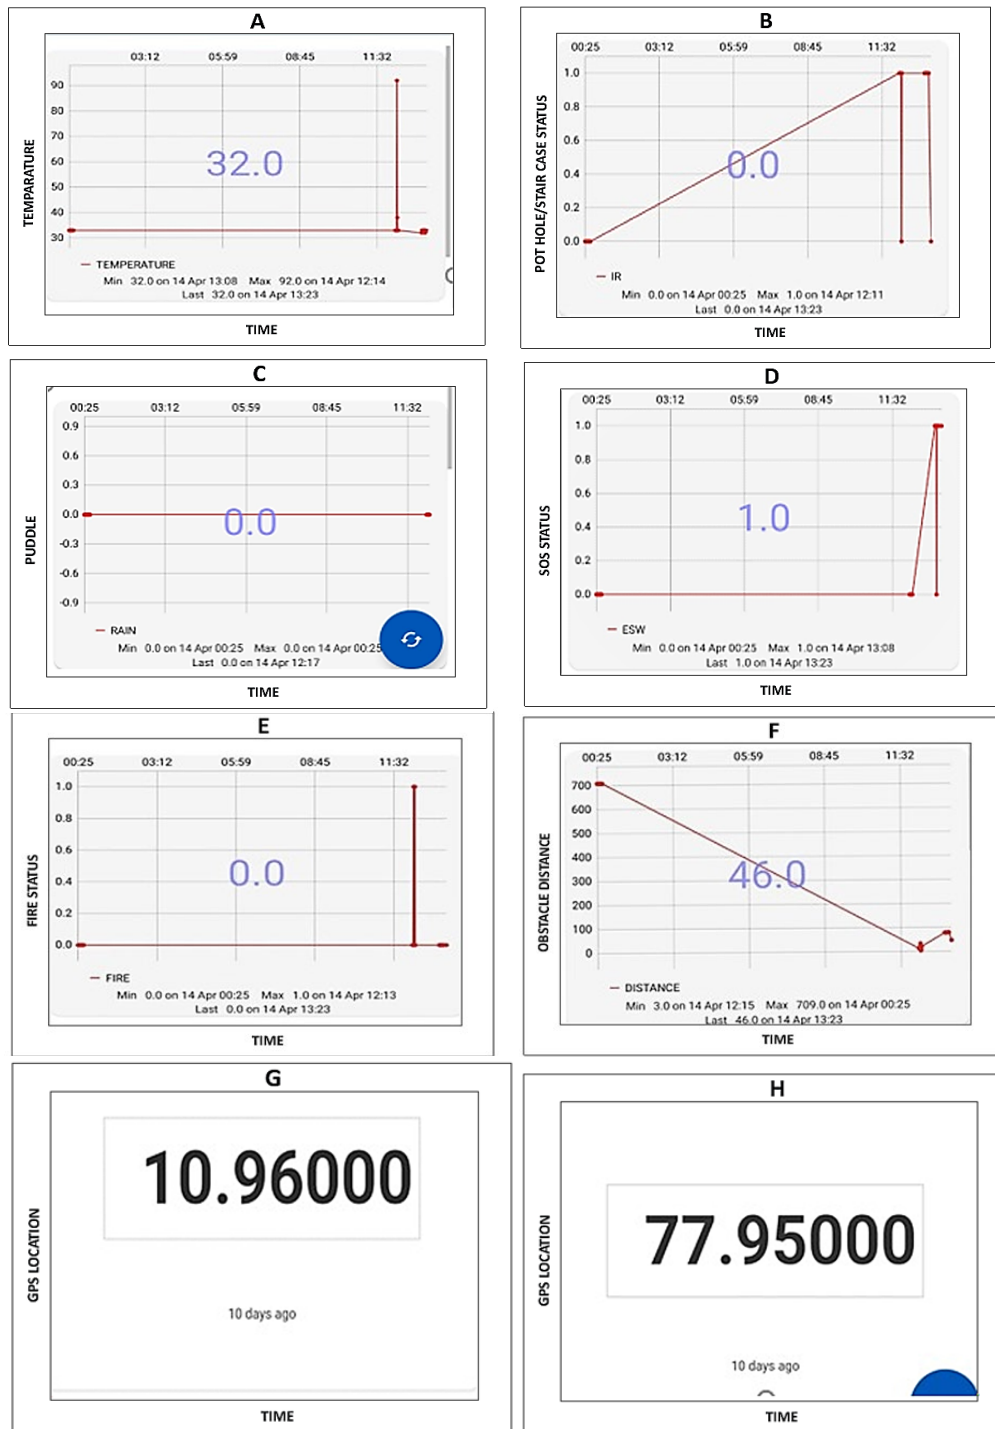 A
03:12 05:59 08:45 11:32
90
80
70
60
50
40
30
32.0
TEMPARATURE
TEMPERATURE
Min 32.0 on 14 Apr 13:08 Max 92.0 on 14 Apr 12:14
Last 32.0 on 14 Apr 13:23
TIME
B
00:25 03:12 05:59 08:45 11:32
1.0
0.8
0.6
0.4
0.2
0.0
0.0
POT HOLE/STAIR CASE STATUS
IR
Min 0.0 on 14 Apr 00:25 Max 1.0 on 14 Apr 12:11
Last 0.0 on 14 Apr 13:23
TIME
C
00:25 03:12 05:59 08:45 11:32
0.9
0.6
0.3
0.0
-0.3
-0.6
-0.9
0.0
PUDDLE
RAIN
Min 0.0 on 14 Apr 00:25 Max 0.0 on 14 Apr 00:25
Last 0.0 on 14 Apr 12:17
TIME
D
00:25 03:12 05:59 08:45 11:32
1.0
0.8
0.6
0.4
0.2
0.0
1.0
SOS STATUS
ESW
Min 0.0 on 14 Apr 00:25 Max 1.0 on 14 Apr 13:08
Last 1.0 on 14 Apr 13:23
TIME
E
00:25 03:12 05:59 08:45 11:32
1.0
0.8
0.6
0.4
0.2
0.0
0.0
FIRE STATUS
FIRE
Min 0.0 on 14 Apr 00:25 Max 1.0 on 14 Apr 12:13
Last 0.0 on 14 Apr 13:23
TIME
F
00:25 03:12 05:59 08:45 11:32
700
600
500
400
300
200
100
0
46.0
OBSTACLE DISTANCE
DISTANCE
Min 3.0 on 14 Apr 12:15 Max 709.0 on 14 Apr 00:25
Last 46.0 on 14 Apr 13:23
TIME
G
10.96000
10 days ago
GPS LOCATION
TIME
H
77.95000
10 days ago
GPS LOCATION
TIME